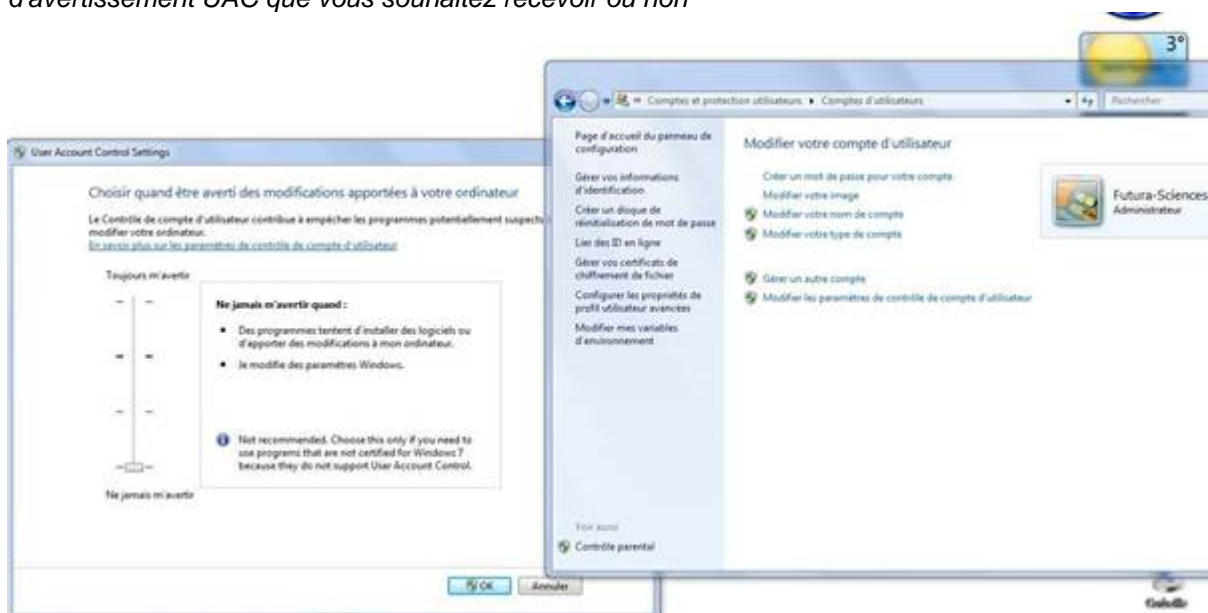 d'avertissement UAC que vous souhaitez recevoir ou non
3°
Comptes et protection utilisateurs
Comptes d'utilisateurs
Rechercher
Page d'accueil du panneau de
configuration
Gérer vos informations
d'identification
Créer un disque de
réinitialisation de mot de passe
Lier des ID en ligne
Gérer vos certificats de
chiffrement de fichier
Configurer les propriétés de
profil utilisateur avancées
Modifier mes variables
d'environnement
Voir aussi
Contrôle parental
Modifier votre compte d'utilisateur
Créer un mot de passe pour votre compte
Modifier votre image
Modifier votre nom de compte
Modifier votre type de compte
Gérer un autre compte
Modifier les paramètres de contrôle de compte d'utilisateur
Futura-Sciences
Administrateur
User Account Control Settings
Choisir quand être averti des modifications apportées à votre ordinateur
Le Contrôle de compte d'utilisateur contribue à empêcher les programmes potentiellement suspects
modifier votre ordinateur.
En savoir plus sur les paramètres de contrôle de compte d'utilisateur
Toujours m'avertir
Ne jamais m'avertir quand :
• Des programmes tentent d'installer des logiciels ou
d'apporter des modifications à mon ordinateur.
• Je modifie des paramètres Windows.
Not recommended. Choose this only if you need to
use programs that are not certified for Windows 7
because they do not support User Account Control.
Ne jamais m'avertir
OK
Annuler